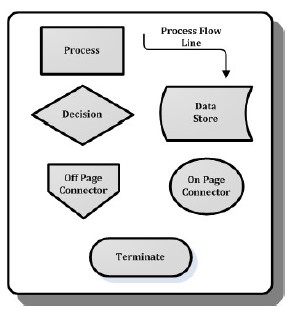 Process
Process Flow
Line
Decision
Data
Store
Off Page
Connector
On Page
Connector
Terminate